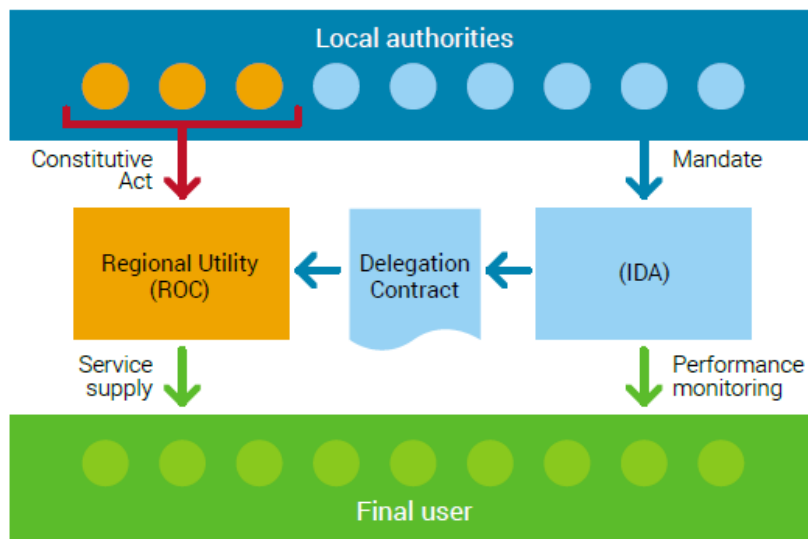 Local authorities
Constitutive
Act
Mandate
Regional Utility
(ROC)
Delegation
Contract
(IDA)
Service
supply
Performance
monitoring
Final user